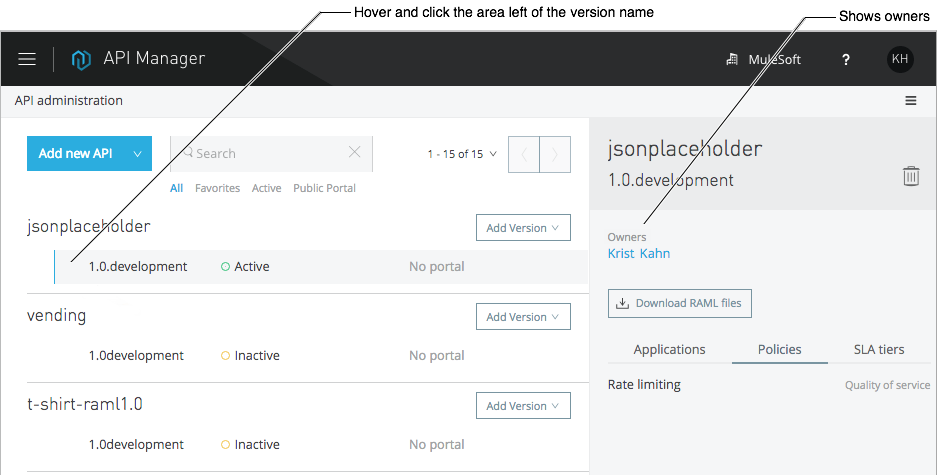 Hover and click the area left of the version name
Shows owners
API Manager
MuleSoft
?
KH
API administration
Add new API
Search
1 - 15 of 15
All Favorites Active Public Portal
jsonplaceholder
Add Version
1.0.development Active No portal
vending
Add Version
1.0development Inactive No portal
t-shirt-raml1.0
Add Version
1.0development Inactive No portal
jsonplaceholder
1.0.development
Owners
Krist Kahn
Download RAML files
Applications Policies SLA tiers
Rate limiting Quality of service